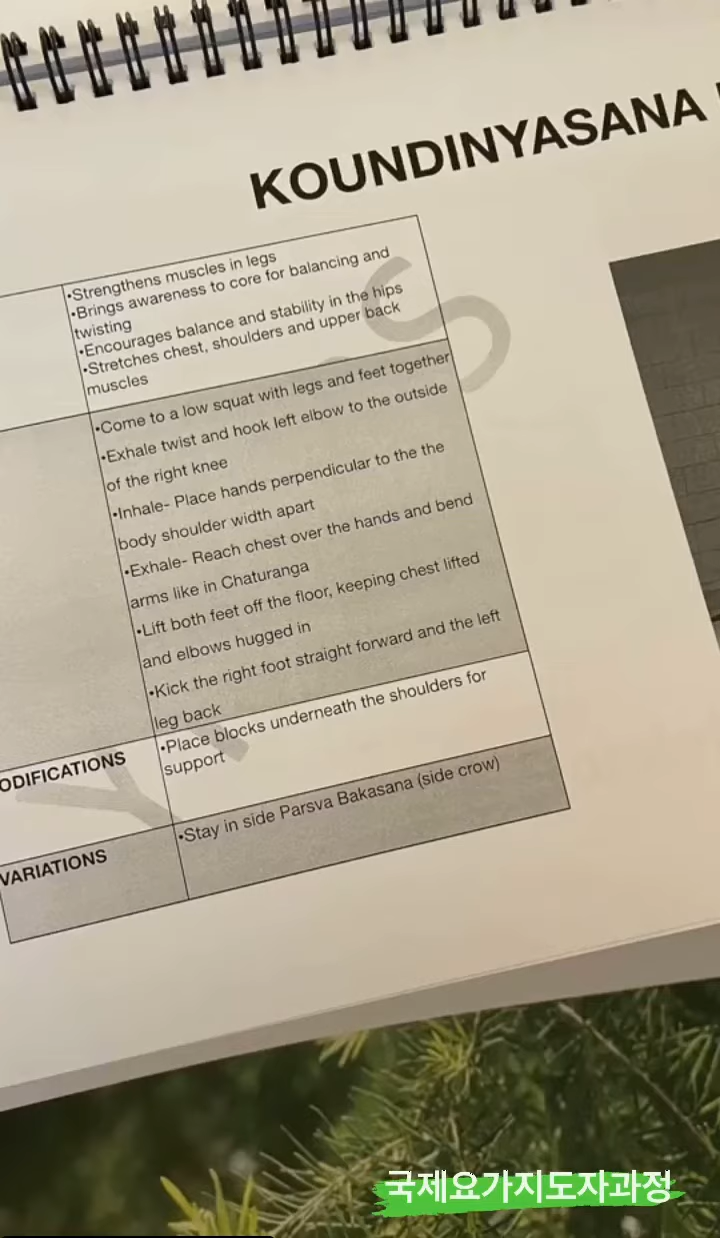 KOUNDINYASANA
•Strengthens muscles in legs
•Brings awareness to core for balancing and
twisting
•Encourages balance and stability in the hips
•Stretches chest, shoulders and upper back
muscles
•Come to a low squat with legs and feet together
•Exhale twist and hook left elbow to the outside
of the right knee
•Inhale- Place hands perpendicular to the the
body shoulder width apart
•Exhale- Reach chest over the hands and bend
arms like in Chaturanga
•Lift both feet off the floor, keeping chest lifted
and elbows hugged in
•Kick the right foot straight forward and the left
leg back
ODIFICATIONS
•Place blocks underneath the shoulders for
support
VARIATIONS
•Stay in side Parsva Bakasana (side crow)
국제요가지도자과정